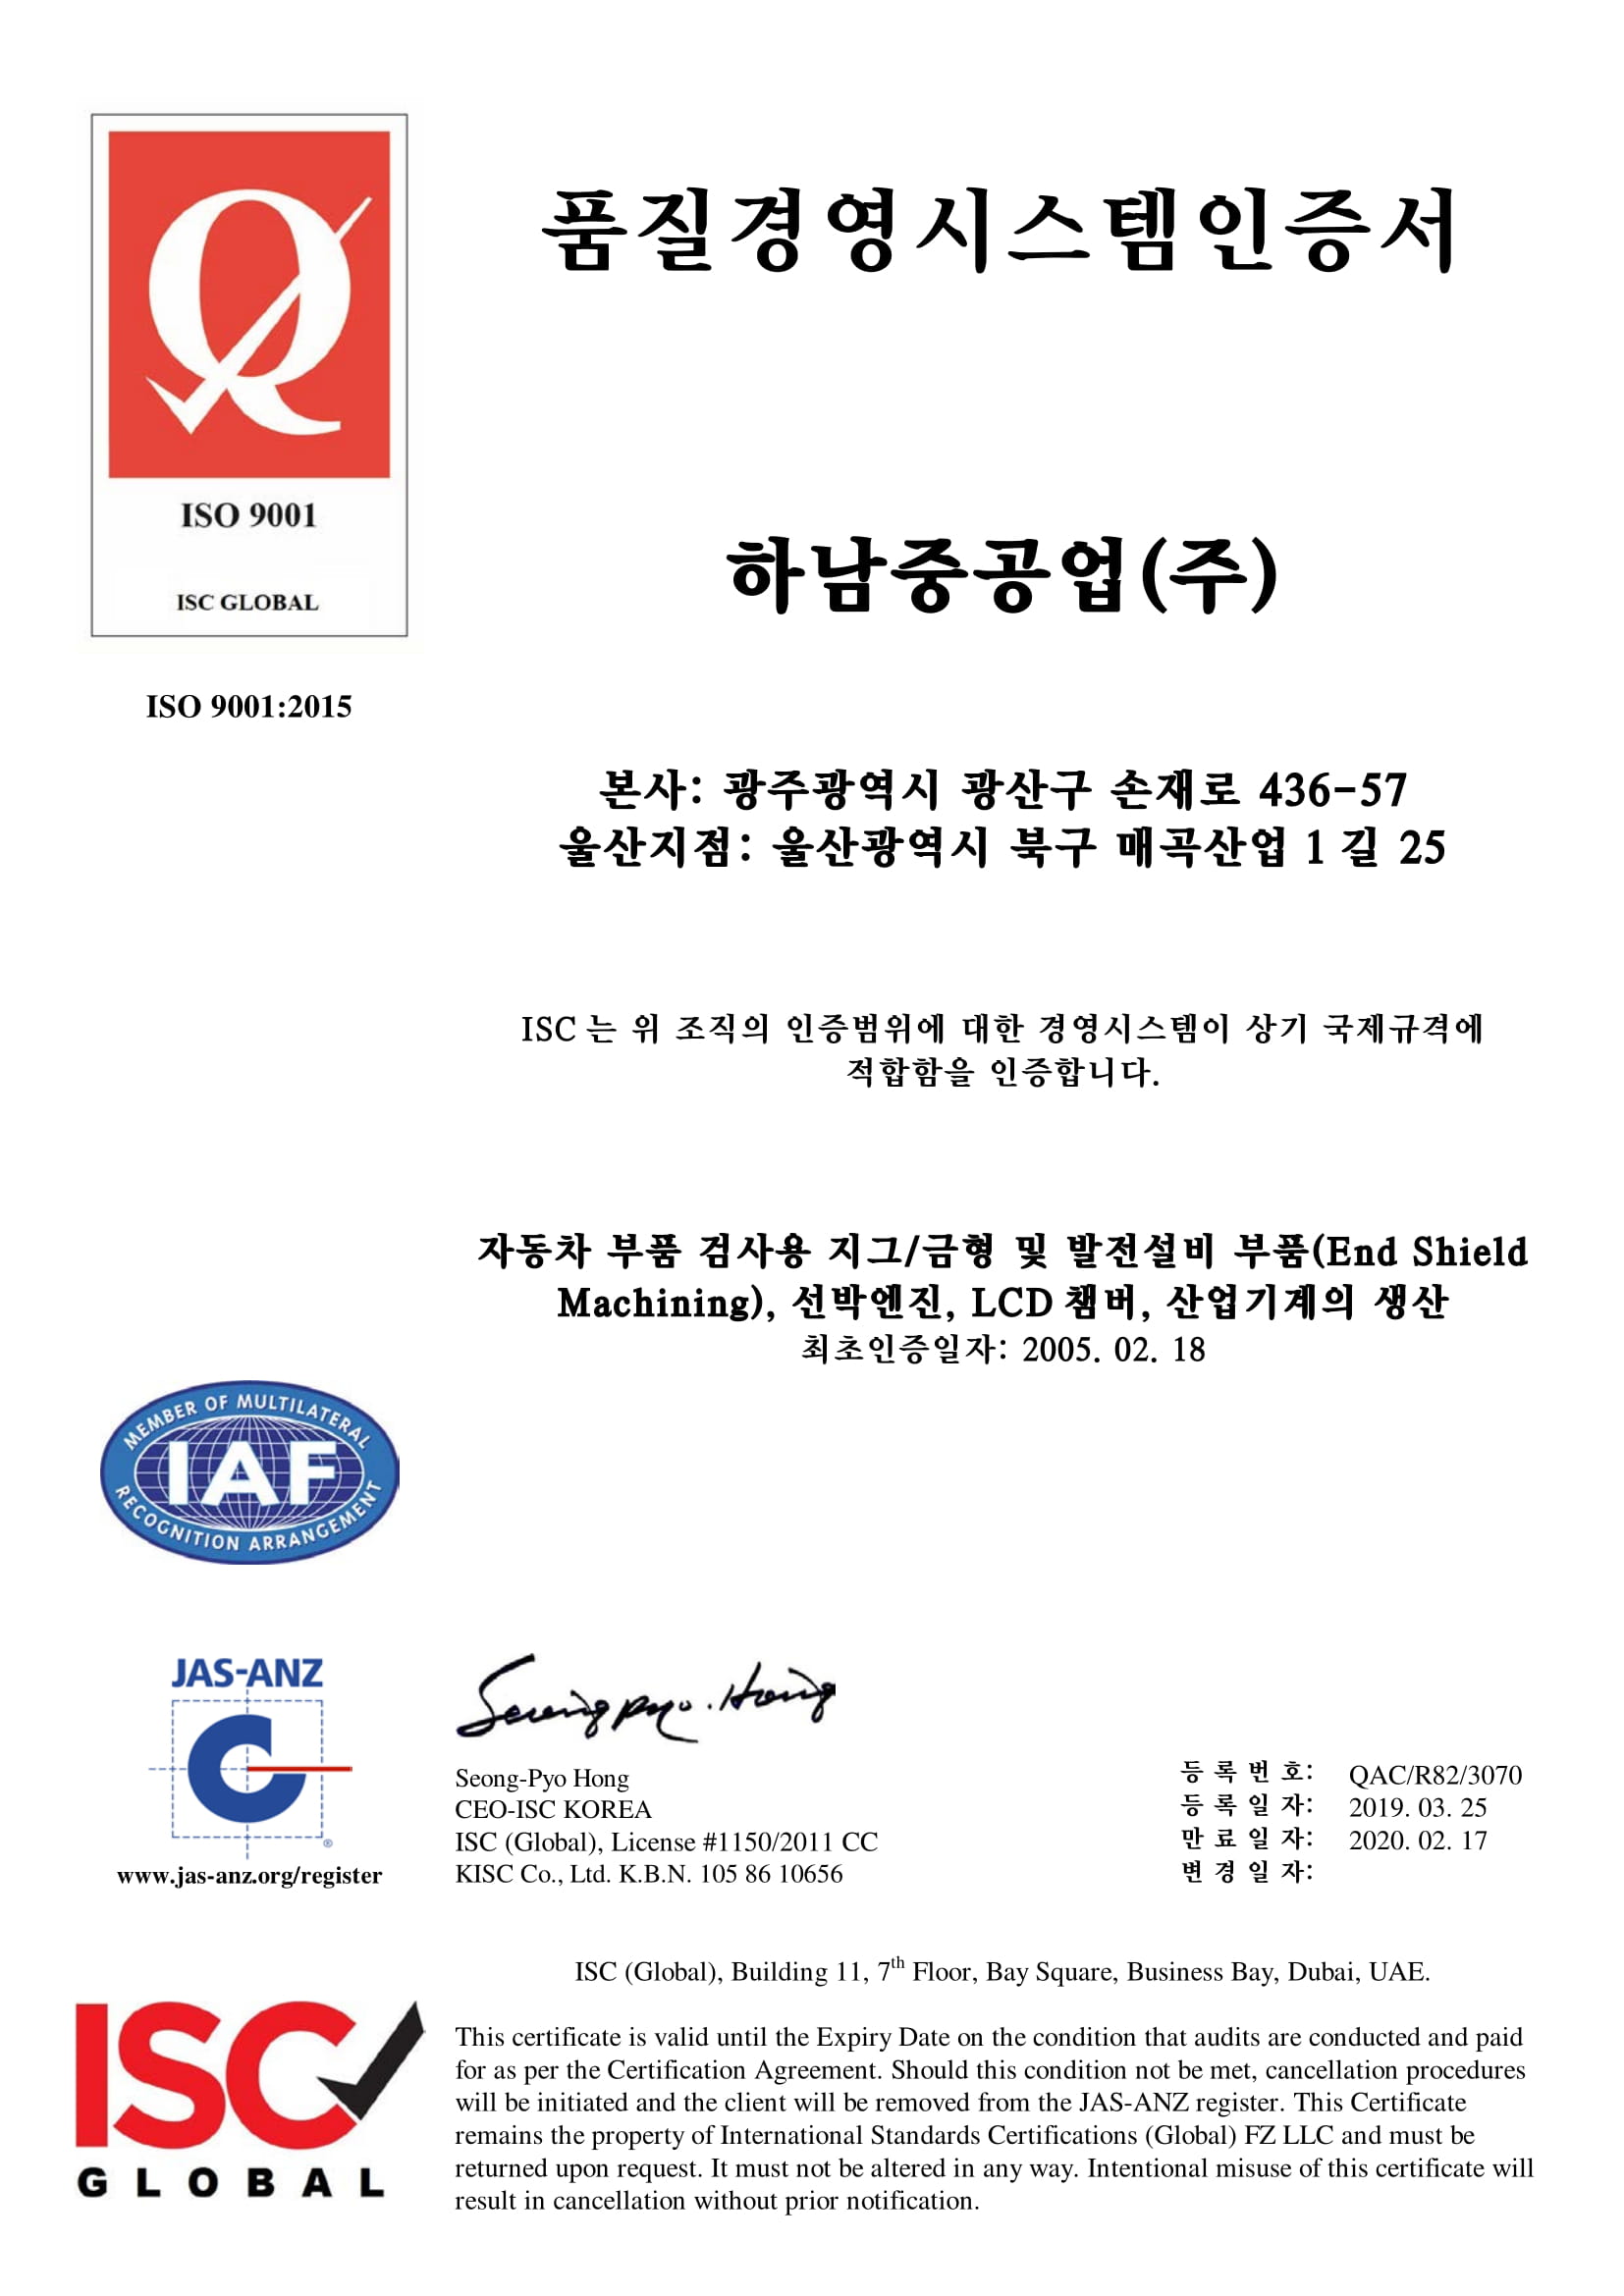 품질경영시스템인증서
ISO 9001
ISC GLOBAL
ISO 9001:2015
하남중공업(주)
본사: 광주광역시 광산구 손재로 436-57
울산지점: 울산광역시 북구 매곡산업 1 길 25
ISC 는 위 조직의 인증범위에 대한 경영시스템이 상기 국제규격에
적합함을 인증합니다.
자동차 부품 검사용 지그/금형 및 발전설비 부품(End Shield
Machining), 선박엔진, LCD 챔버, 산업기계의 생산
최초인증일자: 2005. 02. 18
MEMBER OF MULTILATERAL
IAF
RECOGNITION ARRANGEMENT
JAS-ANZ
®
www.jas-anz.org/register
Seong Pyo. Hong
Seong-Pyo Hong
CEO-ISC KOREA
ISC (Global), License #1150/2011 CC
KISC Co., Ltd. K.B.N. 105 86 10656
등 록 번 호: QAC/R82/3070
등 록 일 자: 2019. 03. 25
만 료 일 자: 2020. 02. 17
변 경 일 자:
ISC (Global), Building 11, 7th Floor, Bay Square, Business Bay, Dubai, UAE.
ISC
GLOBAL
This certificate is valid until the Expiry Date on the condition that audits are conducted and paid
for as per the Certification Agreement. Should this condition not be met, cancellation procedures
will be initiated and the client will be removed from the JAS-ANZ register. This Certificate
remains the property of International Standards Certifications (Global) FZ LLC and must be
returned upon request. It must not be altered in any way. Intentional misuse of this certificate will
result in cancellation without prior notification.